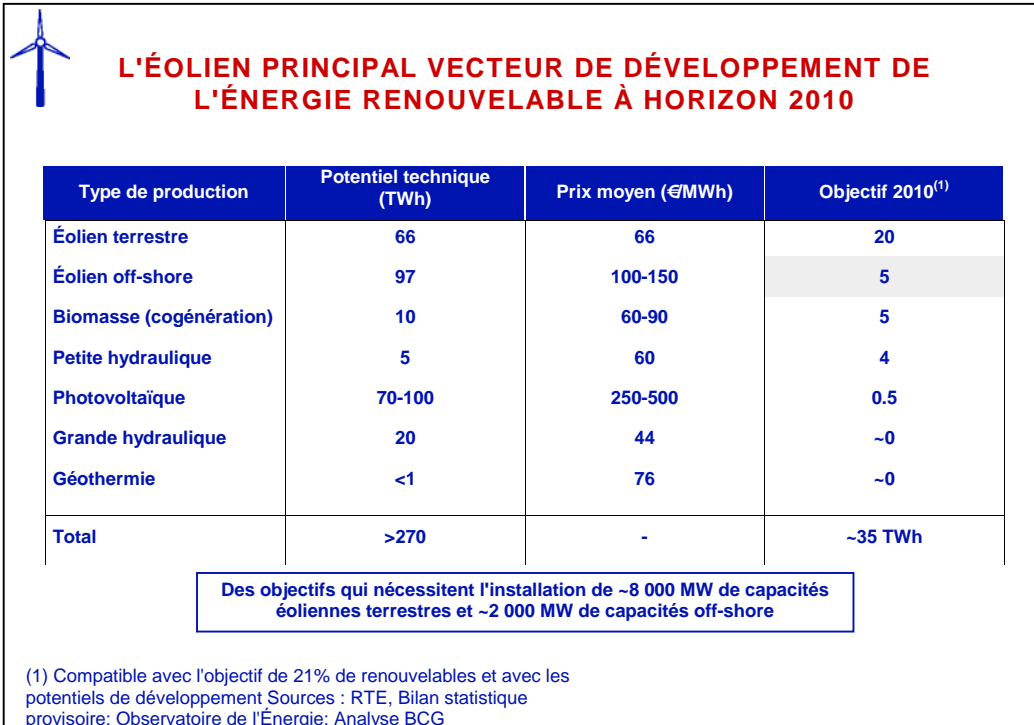 L'ÉOLIEN PRINCIPAL VECTEUR DE DÉVELOPPEMENT DE
L'ÉNERGIE RENOUVELABLE À HORIZON 2010
Type de production Potentiel technique (TWh) Prix moyen (€/MWh) Objectif 2010(1)
Éolien terrestre 66 66 20
Éolien off-shore 97 100-150 5
Biomasse (cogénération) 10 60-90 5
Petite hydraulique 5 60 4
Photovoltaïque 70-100 250-500 0.5
Grande hydraulique 20 44 ~0
Géothermie <1 76 ~0
Total >270 - ~35 TWh
Des objectifs qui nécessitent l'installation de ~8 000 MW de capacités
éoliennes terrestres et ~2 000 MW de capacités off-shore
(1) Compatible avec l'objectif de 21% de renouvelables et avec les
potentiels de développement Sources : RTE, Bilan statistique
provisoire; Observatoire de l'Énergie; Analyse BCG